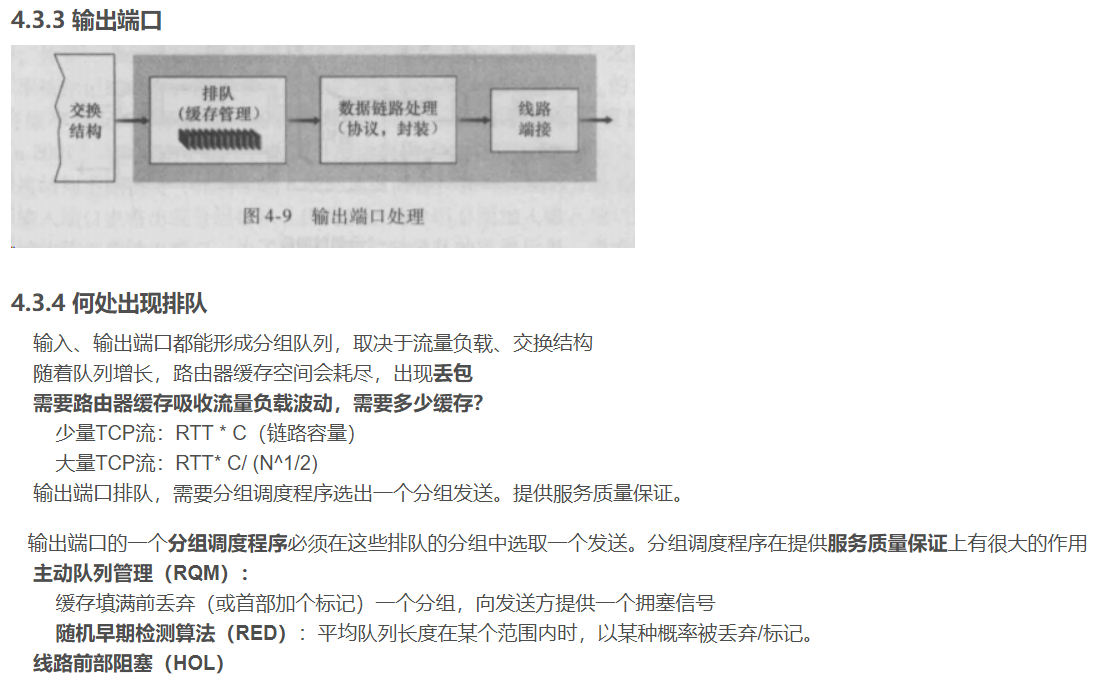 4.3.3 输出端口
交换
结构
排队
（缓存管理）
数据链路处理
（协议，封装）
线路
端接
图 4-9 输出端口处理
4.3.4 何处出现排队
输入、输出端口都能形成分组队列，取决于流量负载、交换结构
随着队列增长，路由器缓存空间会耗尽，出现丢包
需要路由器缓存吸收流量负载波动，需要多少缓存？
少量TCP流：RTT * C（链路容量）
大量TCP流：RTT* C/ (N^1/2)
输出端口排队，需要分组调度程序选出一个分组发送。提供服务质量保证。
输出端口的一个分组调度程序必须在这些排队的分组中选取一个发送。分组调度程序在提供服务质量保证上有很大的作用
主动队列管理（RQM）：
缓存填满前丢弃（或首部加个标记）一个分组，向发送方提供一个拥塞信号
随机早期检测算法（RED）：平均队列长度在某个范围内时，以某种概率被丢弃/标记。
线路前部阻塞（HOL）